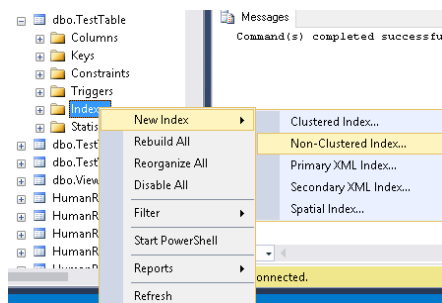 dbo.TestTable
Columns
Keys
Constraints
Triggers
Index
Statis
dbo.Test
dbo.Test
dbo.View
HumanR
HumanR
HumanR
HumanR
New Index
Rebuild All
Reorganize All
Disable All
Filter
Start PowerShell
Reports
Refresh
Clustered Index...
Non-Clustered Index...
Primary XML Index...
Secondary XML Index...
Spatial Index...
Messages
Command(s) completed successfu
onnected.